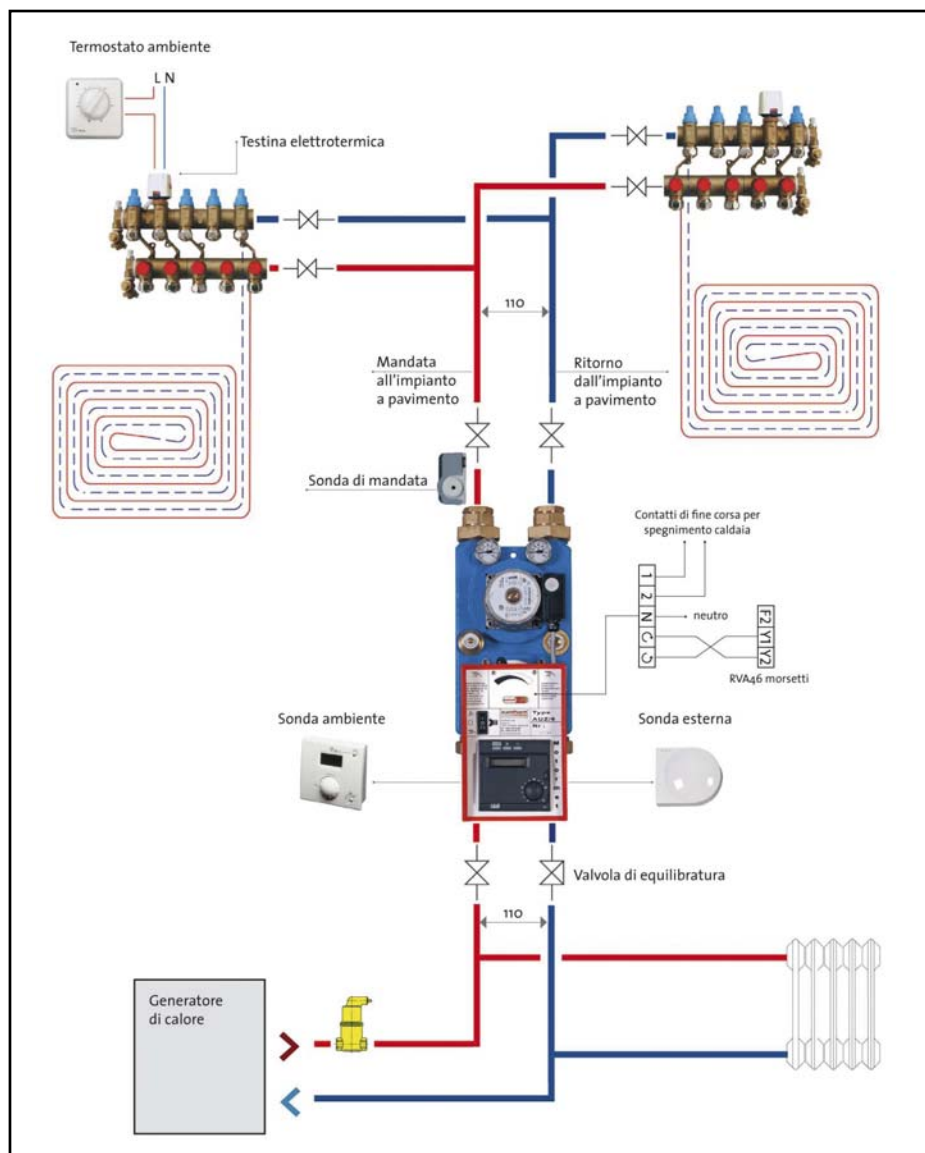 Termostato ambiente
L N
Testina elettrotermica
110
Mandata
all'impianto
a pavimento
Ritorno
dall'impianto
a pavimento
Sonda di mandata
Contatti di fine corsa per
spegnimento caldaia
1
2
N
neutro
F2
Y1
Y2
RVA46 morsetti
Sonda ambiente
Sonda esterna
Valvola di equilibratura
110
Generatore
di calore